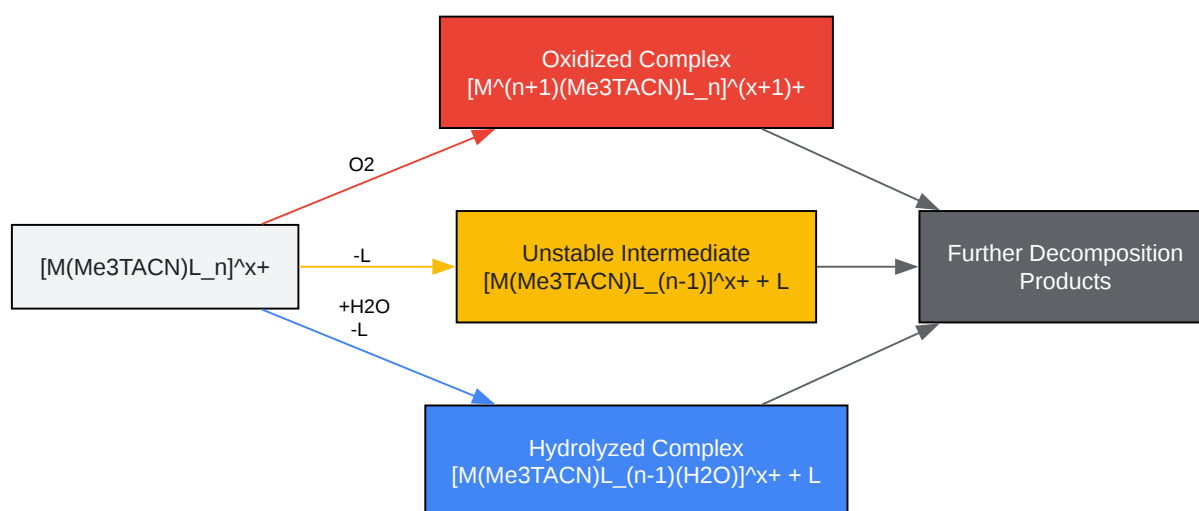 Oxidized Complex
[M^(n+1)(Me3TACN)L_n]^(x+1)+
O2
[M(Me3TACN)L_n]^x+
-L
Unstable Intermediate
[M(Me3TACN)L_(n-1)]^x+ + L
Further Decomposition
Products
+H2O
-L
Hydrolyzed Complex
[M(Me3TACN)L_(n-1)(H2O)]^x+ + L